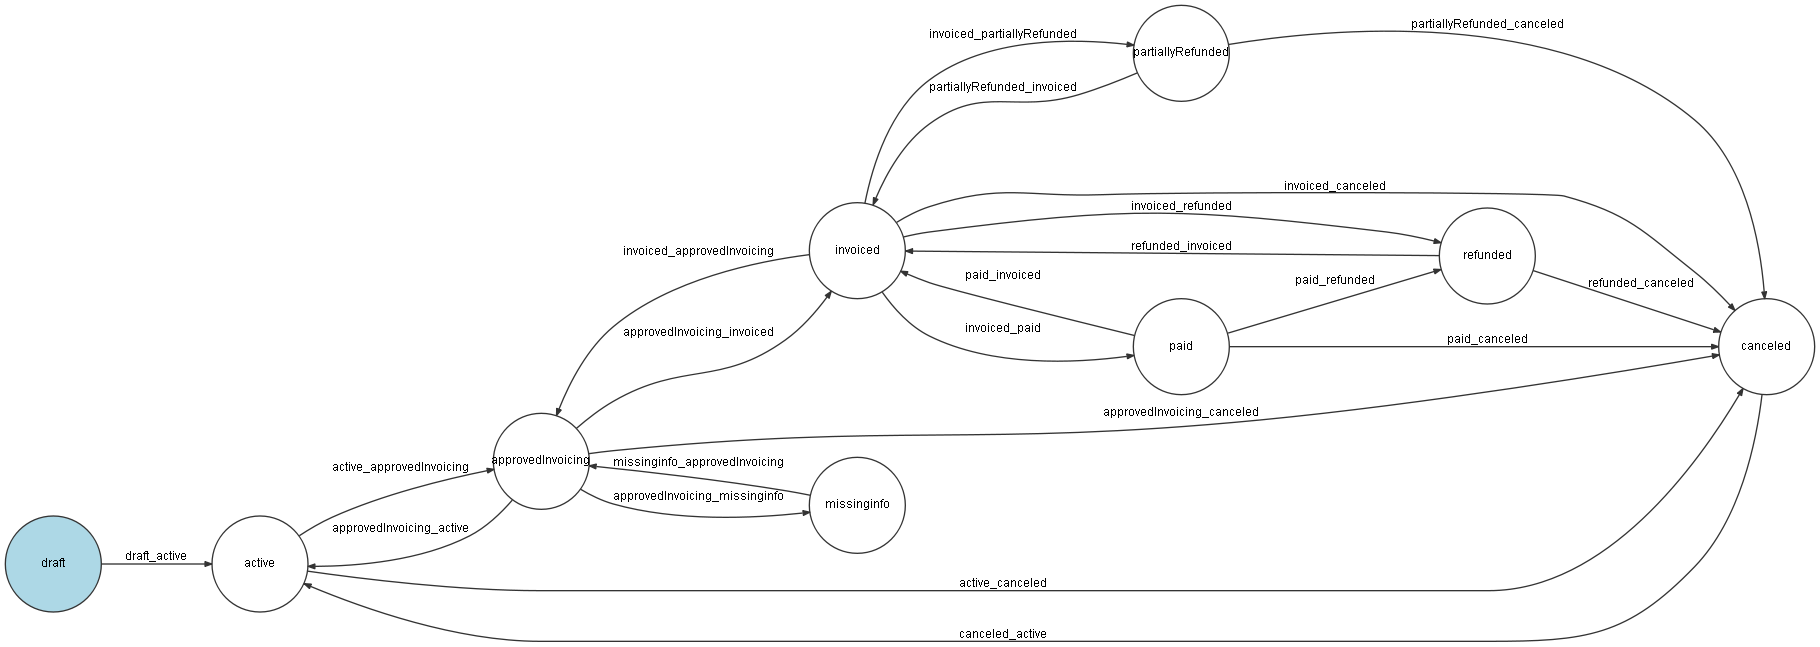 partiallyRefunded_canceled
invoiced_partiallyRefunded
partiallyRefunded
partiallyRefunded_invoiced
invoiced_canceled
invoiced_refunded
invoiced_approvedInvoicing
invoiced
refunded_invoiced
refunded
paid_invoiced
paid_refunded
refunded_canceled
approvedInvoicing_invoiced
invoiced_paid
paid
paid_canceled
canceled
approvedInvoicing_canceled
active_approvedInvoicing
approvedInvoicing
missinginfo_approvedInvoicing
approvedInvoicing_missinginfo
missinginfo
approvedInvoicing_active
draft
draft_active
active
active_canceled
canceled_active